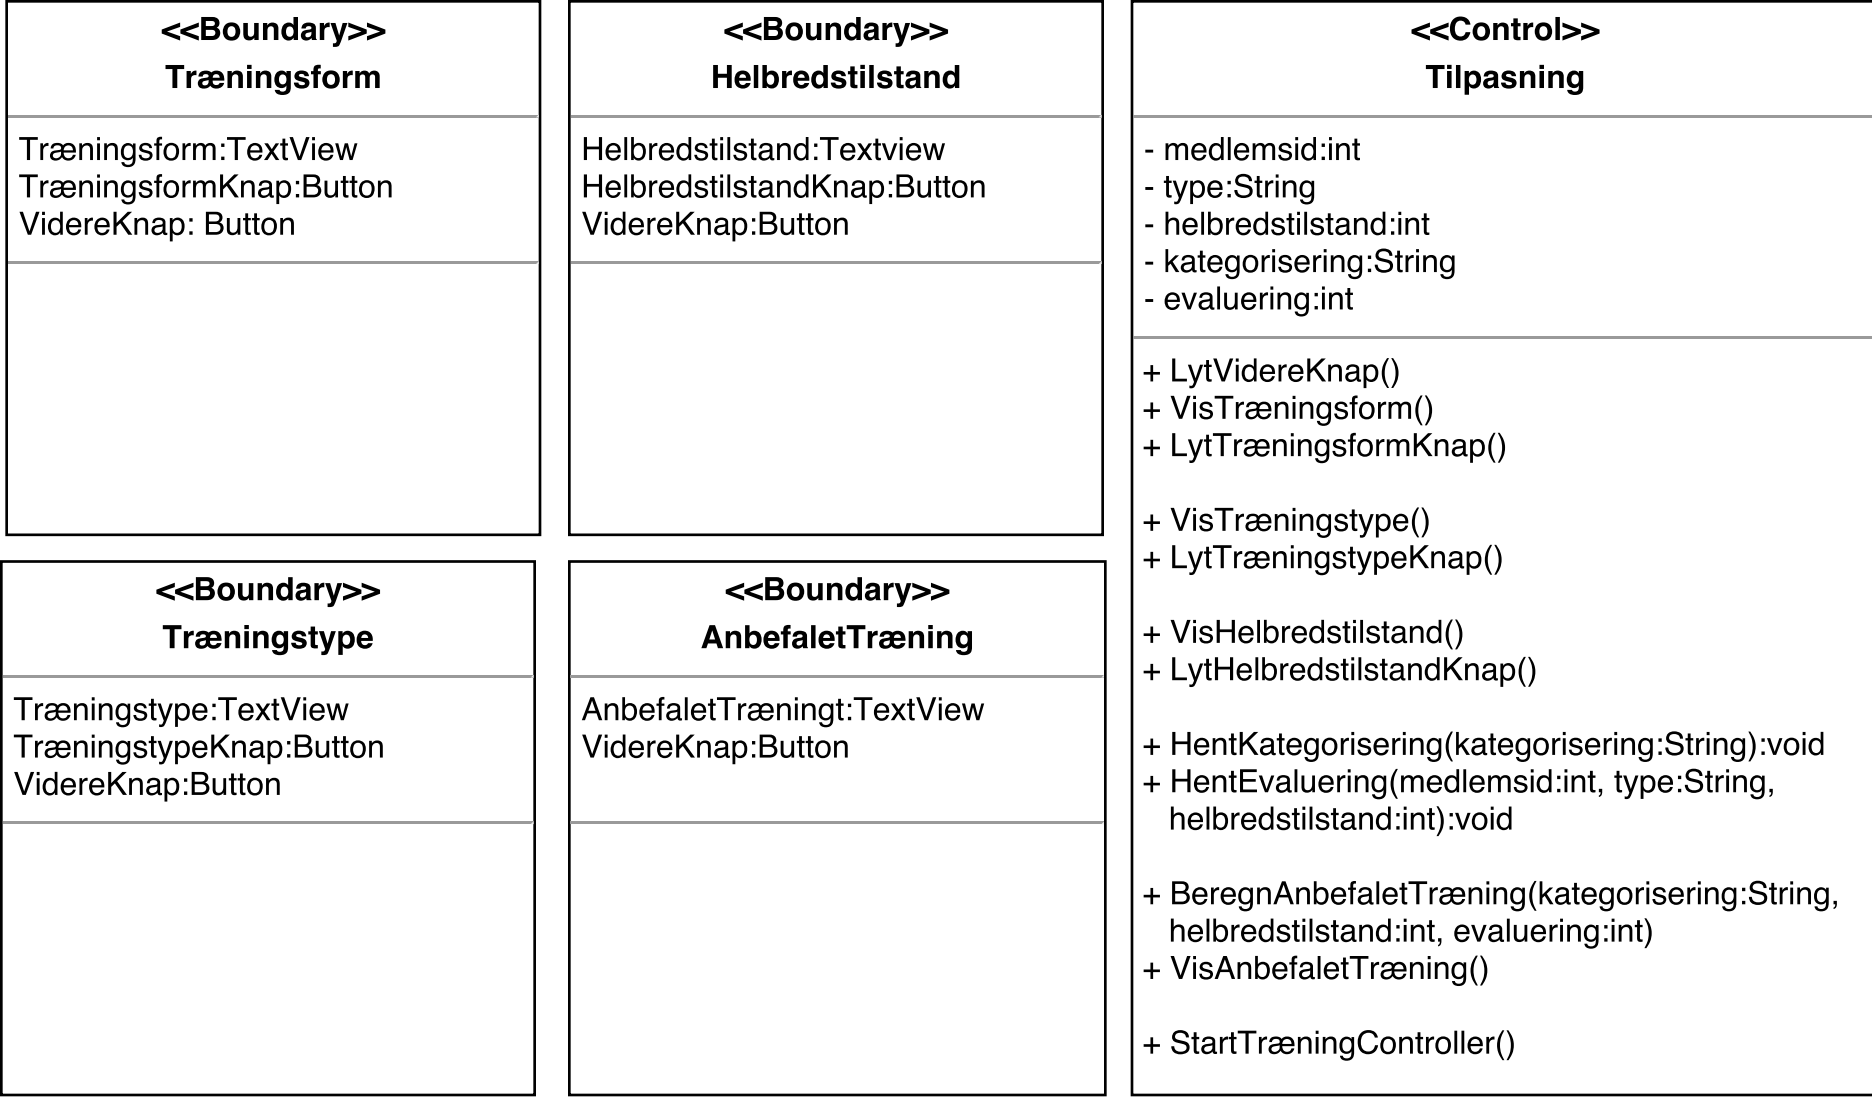 <<Boundary>>
Træningsform
Træningsform:TextView
TræningsformKnap:Button
VidereKnap: Button
<<Boundary>>
Helbredstilstand
Helbredstilstand:Textview
HelbredstilstandKnap:Button
VidereKnap:Button
<<Boundary>>
Træningstype
Træningstype:TextView
TræningstypeKnap:Button
VidereKnap:Button
<<Boundary>>
AnbefaletTræning
AnbefaletTræningt:TextView
VidereKnap:Button
<<Control>>
Tilpasning
- medlemsid:int
- type:String
- helbredstilstand:int
- kategorisering:String
- evaluering:int
+ LytVidereKnap()
+ VisTræningsform()
+ LytTræningsformKnap()
+ VisTræningstype()
+ LytTræningstypeKnap()
+ VisHelbredstilstand()
+ LytHelbredstilstandKnap()
+ HentKategorisering(kategorisering:String):void
+ HentEvaluering(medlemsid:int, type:String,
helbredstilstand:int):void
+ BeregnAnbefaletTræning(kategorisering:String,
helbredstilstand:int, evaluering:int)
+ VisAnbefaletTræning()
+ StartTræningController()